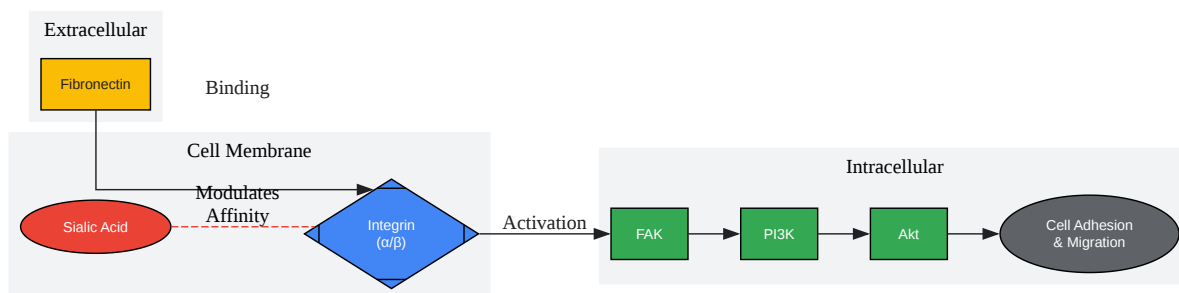 Extracellular
Fibronectin
Binding
Cell Membrane
Modulates
Affinity
Sialic Acid
Integrin
(α/β)
Activation
Intracellular
FAK
PI3K
Akt
Cell Adhesion
& Migration